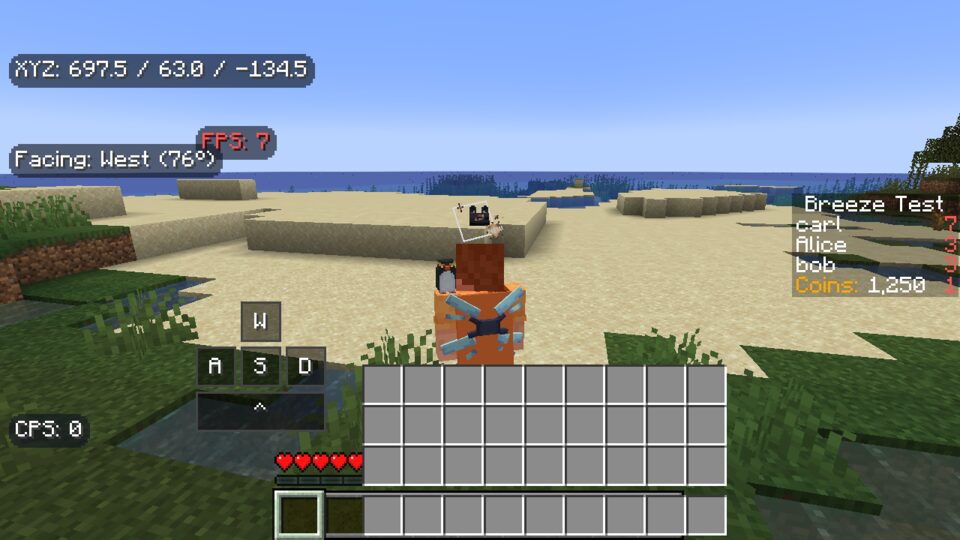 XYZ: 697.5 / 63.0 / -134.5
FPS: 7
Facing: West (76°)
Breeze Test
carl 7
Alice 3
bob 3
Coins: 1,250 1
W
A S D
^
CPS: 0